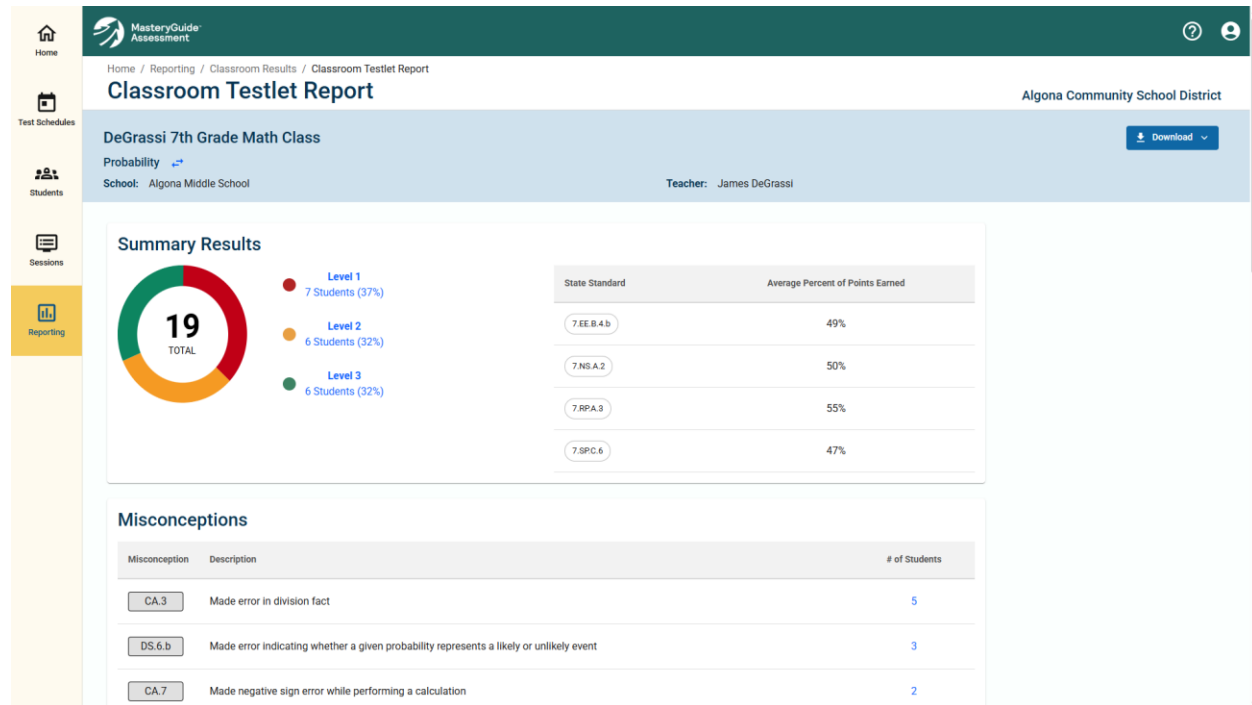 Home
MasteryGuide™
Assessment
Home / Reporting / Classroom Results / Classroom Testlet Report
Classroom Testlet Report
Algona Community School District
Test Schedules
DeGrassi 7th Grade Math Class
Download
Probability
School: Algona Middle School
Teacher: James DeGrassi
Students
Sessions
Reporting
Summary Results
19
TOTAL
Level 1
7 Students (37%)
Level 2
6 Students (32%)
Level 3
6 Students (32%)
State Standard Average Percent of Points Earned
7.EE.B.4.b 49%
7.NS.A.2 50%
7.RP.A.3 55%
7.SP.C.6 47%
Misconceptions
Misconception Description # of Students
CA.3 Made error in division fact 5
DS.6.b Made error indicating whether a given probability represents a likely or unlikely event 3
CA.7 Made negative sign error while performing a calculation 2